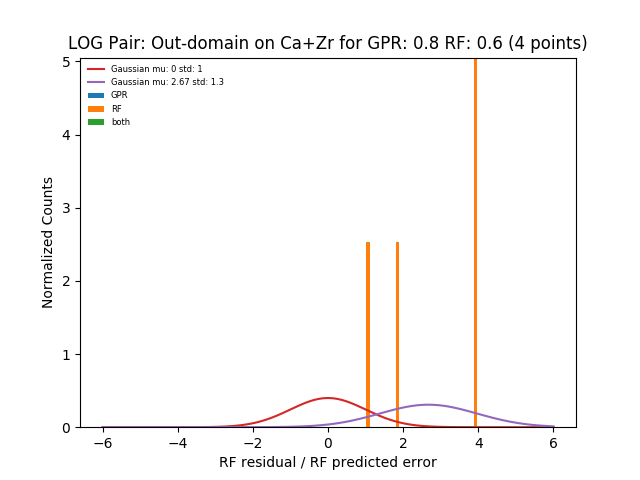 LOG Pair: Out-domain on Ca+Zr for GPR: 0.8 RF: 0.6 (4 points)
Gaussian mu: 0 std: 1
Gaussian mu: 2.67 std: 1.3
GPR
RF
both
5
4
3
2
1
0
Normalized Counts
−6 −4 −2 0 2 4 6
RF residual / RF predicted error